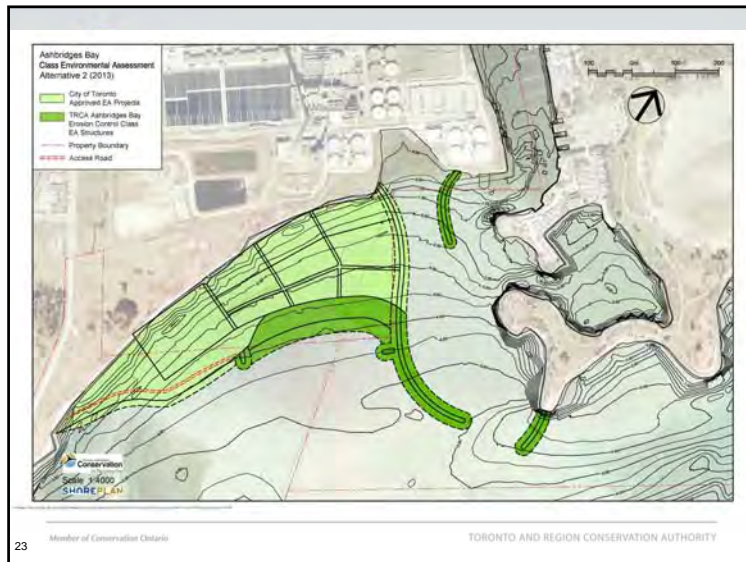 Ashbridges Bay
Class Environmental Assessment
Alternative 2 (2013)
City of Toronto
Approved EA Projects
TRCA Ashbridges Bay
Erosion Control Class
EA Structures
Property Boundary
Access Road
100
200
Conservation
Scale 1:4000
SHOREPLAN
23
Member of Conservation Ontario
TORONTO AND REGION CONSERVATION AUTHORITY